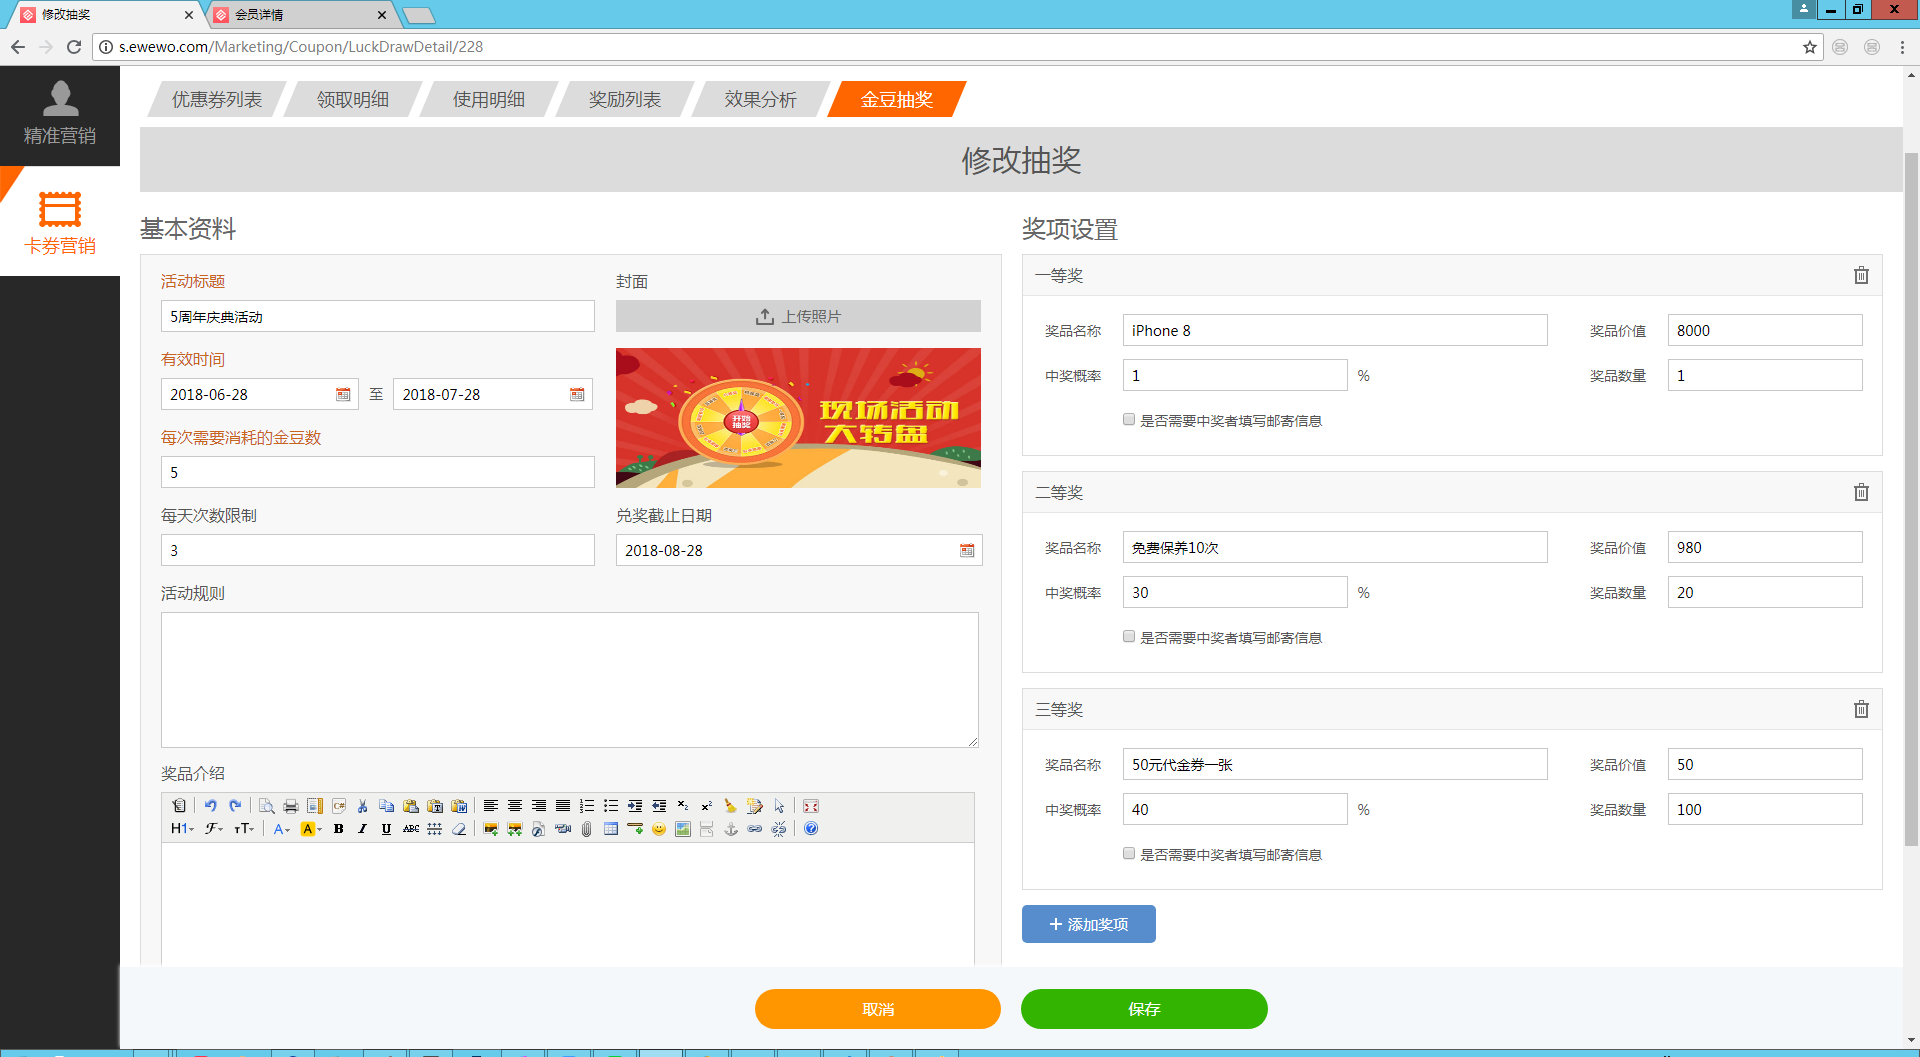 修改抽奖
会员详情
s.ewewo.com/Marketing/Coupon/LuckDrawDetail/228
优惠券列表
领取明细
使用明细
奖励列表
效果分析
金豆抽奖
精准营销
卡券营销
修改抽奖
基本资料
活动标题
封面
5周年庆典活动
上传照片
有效时间
2018-06-28 至 2018-07-28
开始
抽奖
现场活动
大转盘
每次需要消耗的金豆数
5
每天次数限制
兑奖截止日期
3
2018-08-28
活动规则
奖品介绍
H1
F
тT
A
A
B
I
U
ABC
奖项设置
一等奖
奖品名称 iPhone 8 奖品价值 8000
中奖概率 1 % 奖品数量 1
是否需要中奖者填写邮寄信息
二等奖
奖品名称 免费保养10次 奖品价值 980
中奖概率 30 % 奖品数量 20
是否需要中奖者填写邮寄信息
三等奖
奖品名称 50元代金券一张 奖品价值 50
中奖概率 40 % 奖品数量 100
是否需要中奖者填写邮寄信息
+ 添加奖项
取消
保存